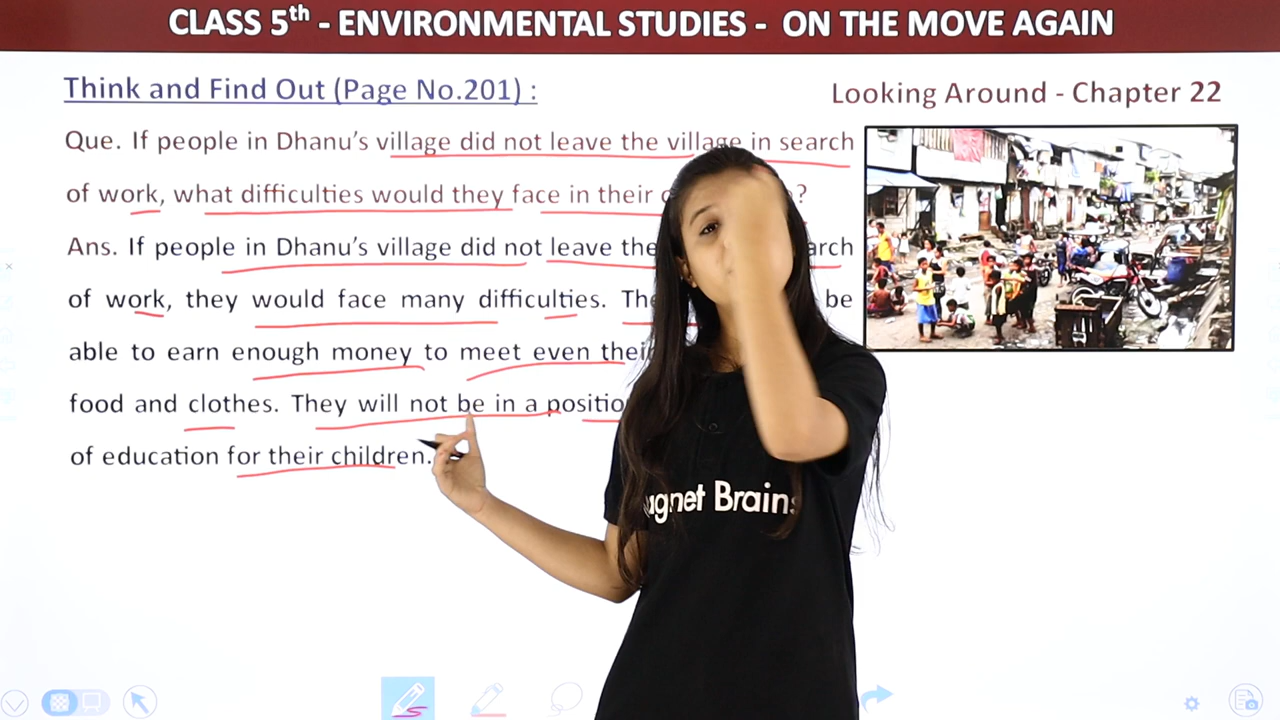 CLASS 5th - ENVIRONMENTAL STUDIES - ON THE MOVE AGAIN
Think and Find Out (Page No.201) :
Looking Around - Chapter 22
Que. If people in Dhanu's village did not leave the village in search
of work, what difficulties would they face in their ?
Ans. If people in Dhanu's village did not leave the
of work, they would face many difficulties. be
able to earn enough money to meet even their
food and clothes. They will not be in a
of education for their children.
Brains